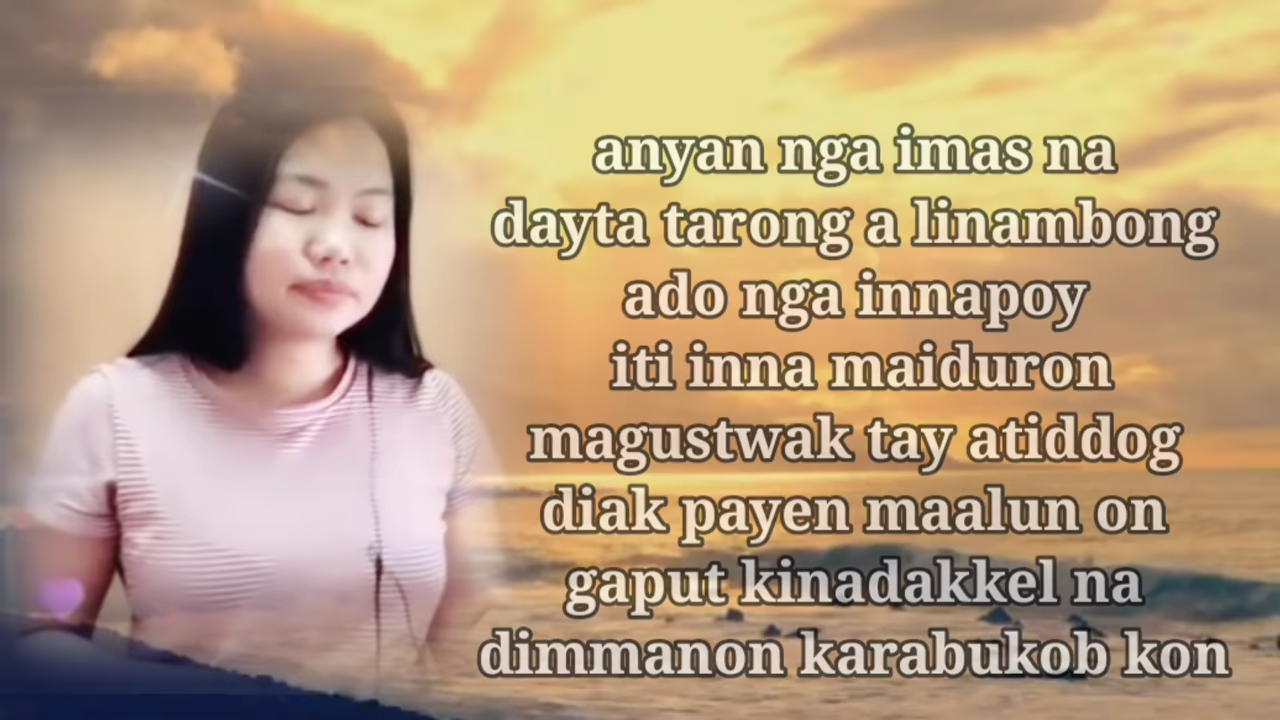 anyan nga imas na
dayta tarong a linambong
ado nga innapoy
iti inna maiduron
magustwak tay atiddog
diak payen maalun on
gaput kinadakkel na
dimmanon karabukob kon